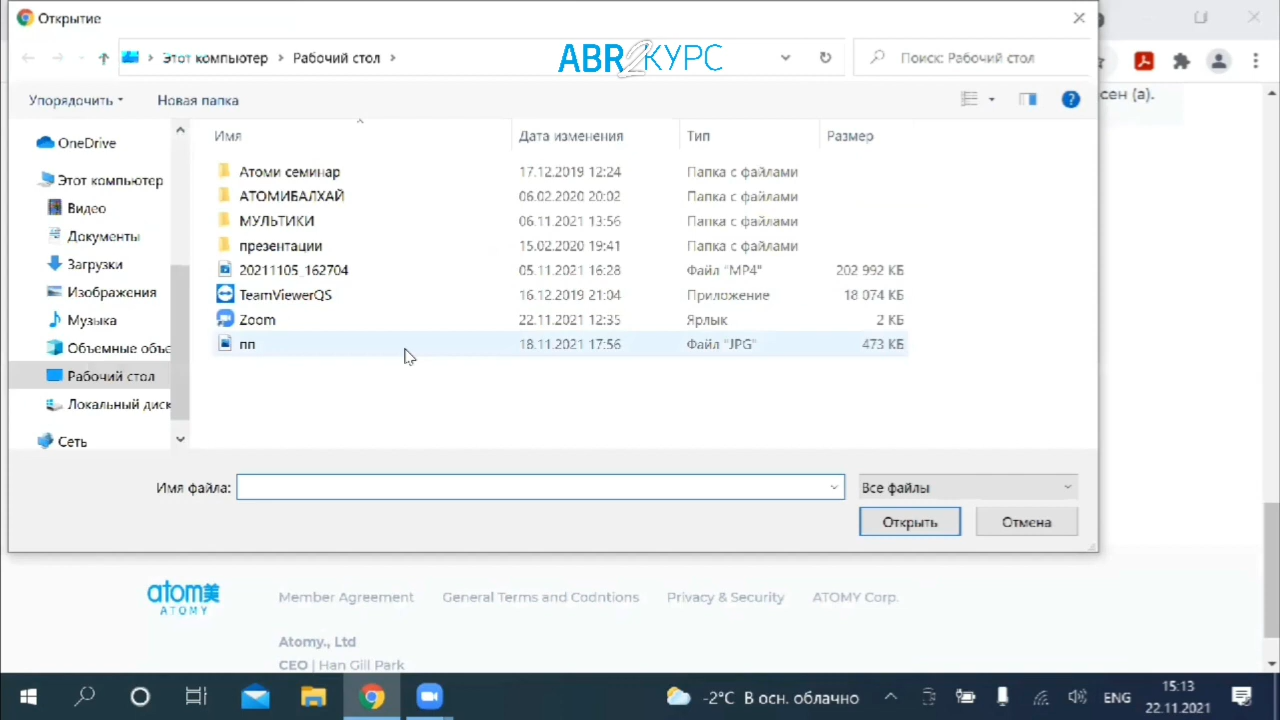 Открытие
Этот компьютер
Рабочий стол
ABR2КУРС
Поиск: Рабочий стол
Упорядочить
Новая папка
сен (а).
Имя
Дата изменения
Тип
Размер
OneDrive
Этот компьютер
Видео
Документы
Загрузки
Изображения
Музыка
Объемные объе
Рабочий стол
Локальный диск
Сеть
Атоми семинар 17.12.2019 12:24 Папка с файлами
АТОМИБАЛХАЙ 06.02.2020 20:02 Папка с файлами
МУЛЬТИКИ 06.11.2021 13:56 Папка с файлами
презентации 15.02.2020 19:41 Папка с файлами
20211105_162704 05.11.2021 16:28 Файл "MP4" 202 992 КБ
TeamViewerQS 16.12.2019 21:04 Приложение 18 074 КБ
Zoom 22.11.2021 12:35 Ярлык 2 КБ
пп 18.11.2021 17:56 Файл "JPG" 473 КБ
Имя файла:
Все файлы
Открыть
Отмена
atom美
ATOMY
Member Agreement
General Terms and Codntions
Privacy & Security
ATOMY Corp.
Atomy., Ltd
CEO | Han Gill Park
-2°C В осн. облачно
ENG
15:13
22.11.2021